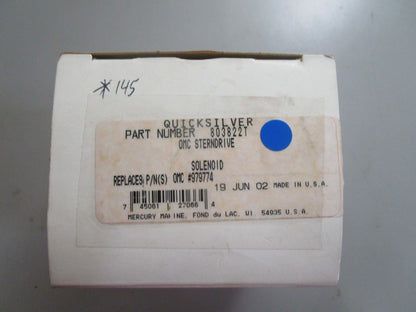 *145
QUICKSILVER
PART NUMBER 803822T
OMC STERNDRIVE
SOLENOID
REPLACES P/N(S) OMC #979774
19 JUN 02 MADE IN U.S.A.
7 45061 27066 4
MERCURY MARINE, FOND du LAC, WI 54935 U.S.A.